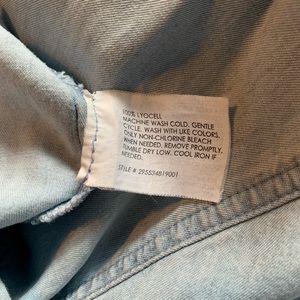 100% LYOCELL
MACHINE WASH COLD. GENTLE
CYCLE. WASH WITH LIKE COLORS.
ONLY NON-CHLORINE BLEACH
WHEN NEEDED. REMOVE PROMPTLY.
TUMBLE DRY LOW. COOL IRON IF
NEEDED.
STYLE # 295534819001